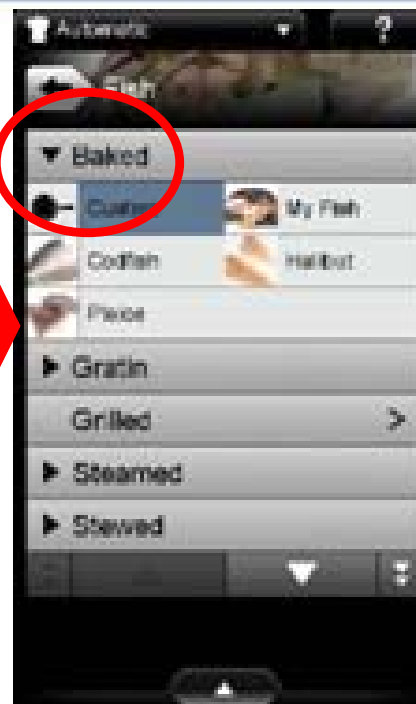 Automatic ?
Fish
Baked
Custom My Fish
Codfish Halibut
Plaice
Gratin
Grilled >
Steamed
Stewed